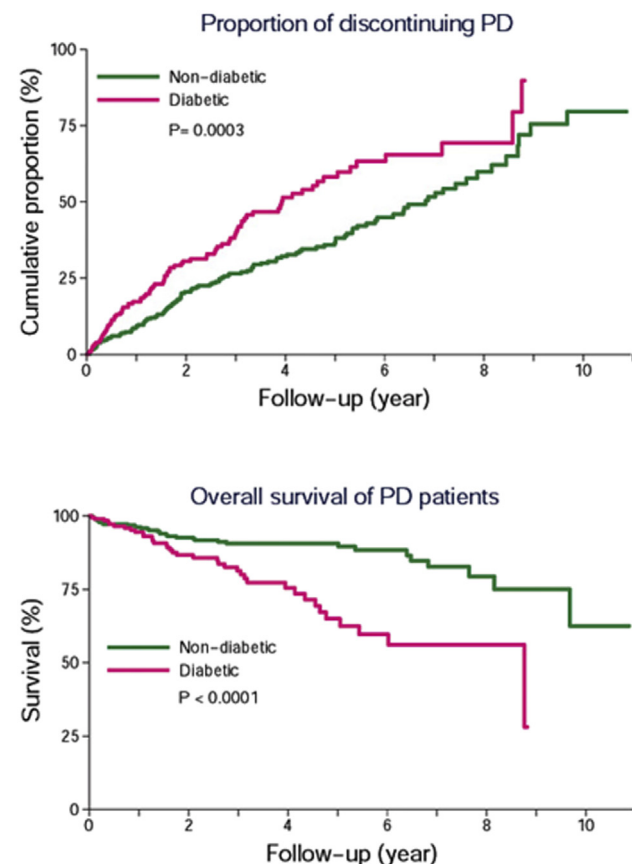 Proportion of discontinuing PD
100
75
50
25
0
Cumulative proportion (%)
Non-diabetic
Diabetic
P= 0.0003
0 2 4 6 8 10
Follow-up (year)
Overall survival of PD patients
100
75
50
25
0
Survival (%)
Non-diabetic
Diabetic
P < 0.0001
0 2 4 6 8 10
Follow-up (year)